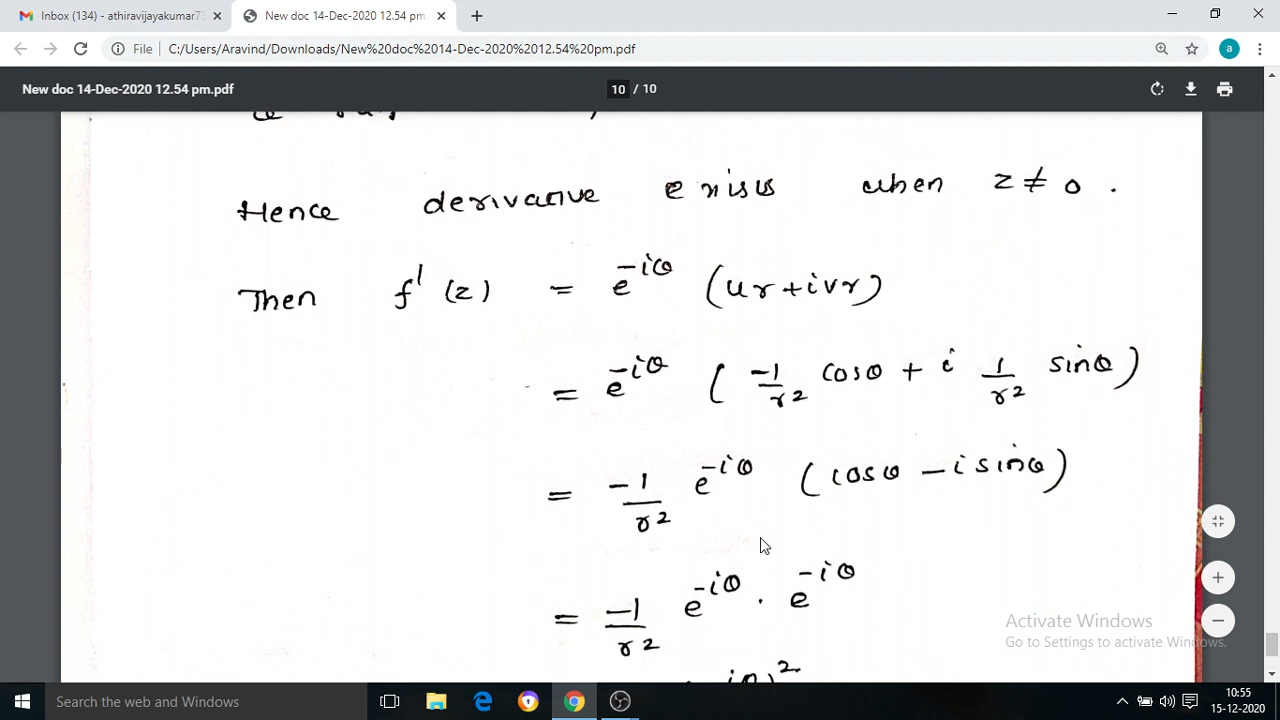 Inbox (134) - athiravijayakumar73
New doc 14-Dec-2020 12.54 pm.
File
C:/Users/Aravind/Downloads/New%20doc%2014-Dec-2020%2012.54%20pm.pdf
a
New doc 14-Dec-2020 12.54 pm.pdf
10 / 10
Hence derivative exists when z ≠ 0 .
Then f'(z) = e^{-iθ} (ur + ivr)
= e^{-iθ} ( -1/r² cosθ + i 1/r² sinθ )
= -1/r² e^{-iθ} ( cosθ - i sinθ )
= -1/r² e^{-iθ} . e^{-iθ}
Activate Windows
Go to Settings to activate Windows.
Search the web and Windows
10:55
15-12-2020